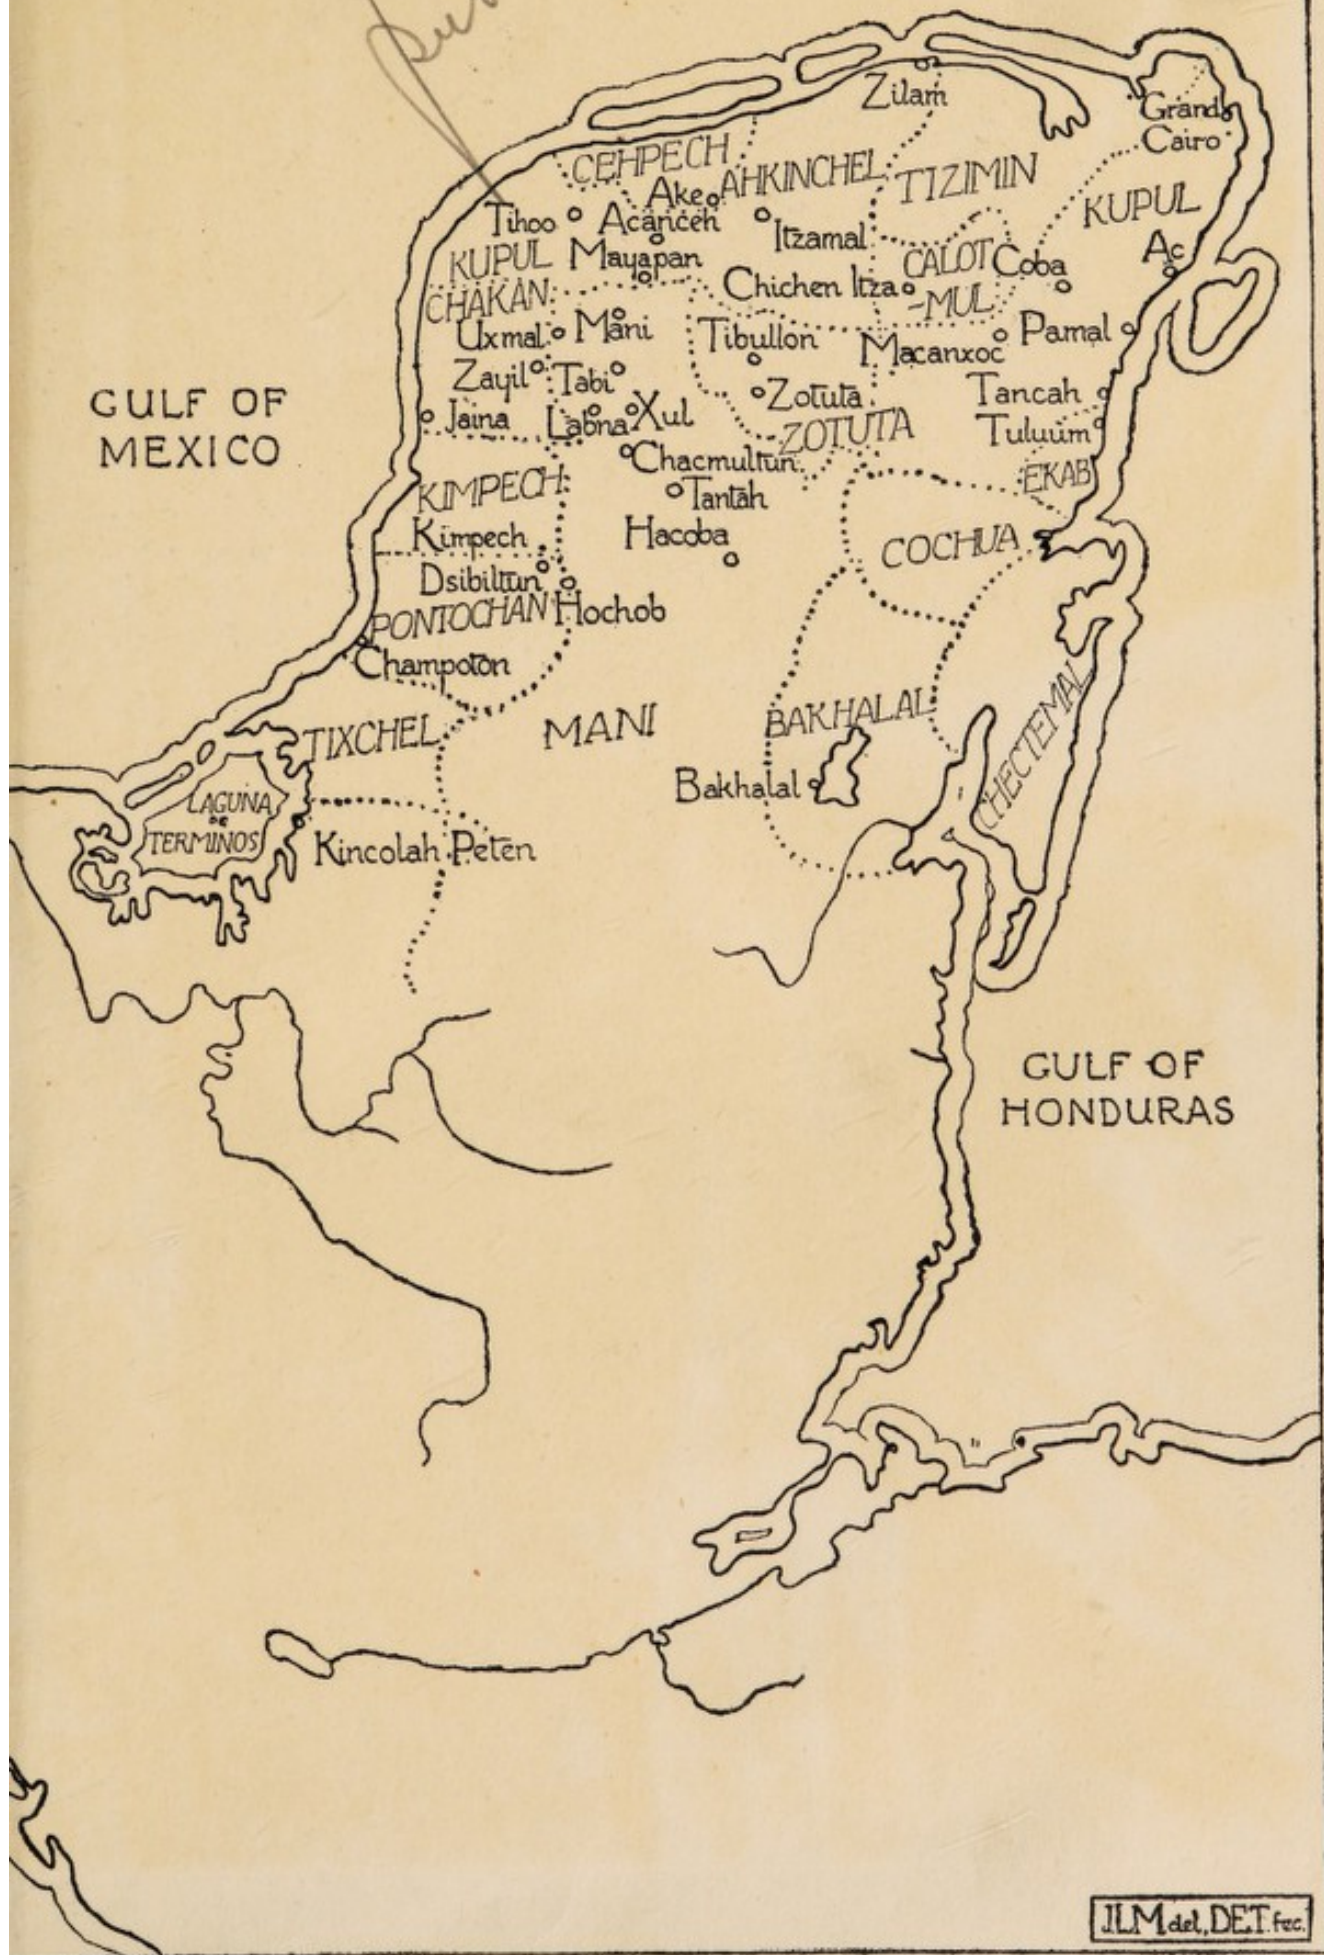 Zilam
Grand
Cairo
CEHPECH
AHKINCHEL
TIZIMIN
Ake
KUPUL
Tihoo
Acanceh
Itzamal
Ac
KUPUL
Mayapan
CALOT
-MUL
Coba
Chichen Itza
CHAKAN
Uxmal
Mani
Tibullon
Macanxoc
Pamal
Zayil
Tabi
Zotuta
Tancah
GULF OF
MEXICO
Jaina
Labna
Xul
ZOTUTA
Tuluum
Chacmultun
EKAB
KIMPECH
Tantah
Kimpech
Hacoba
COCHUA
Dsibiltun
PONTOCHAN
Hochob
Champoton
TIXCHEL
MANI
BAKHALAL
CHECTEMAL
Bakhalal
LAGUNA
DE
TERMINOS
Kincolah Peten
GULF OF
HONDURAS
JLM del, DET. fec.